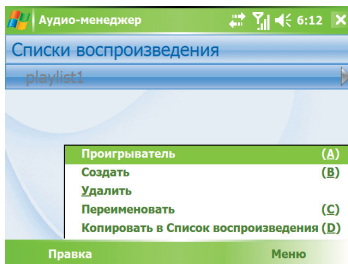 Аудио-менеджер 6:12
Списки воспроизведения
playlist1
Проигрыватель (A)
Создать (B)
Удалить
Переименовать (C)
Копировать в Список воспроизведения (D)
Правка Меню